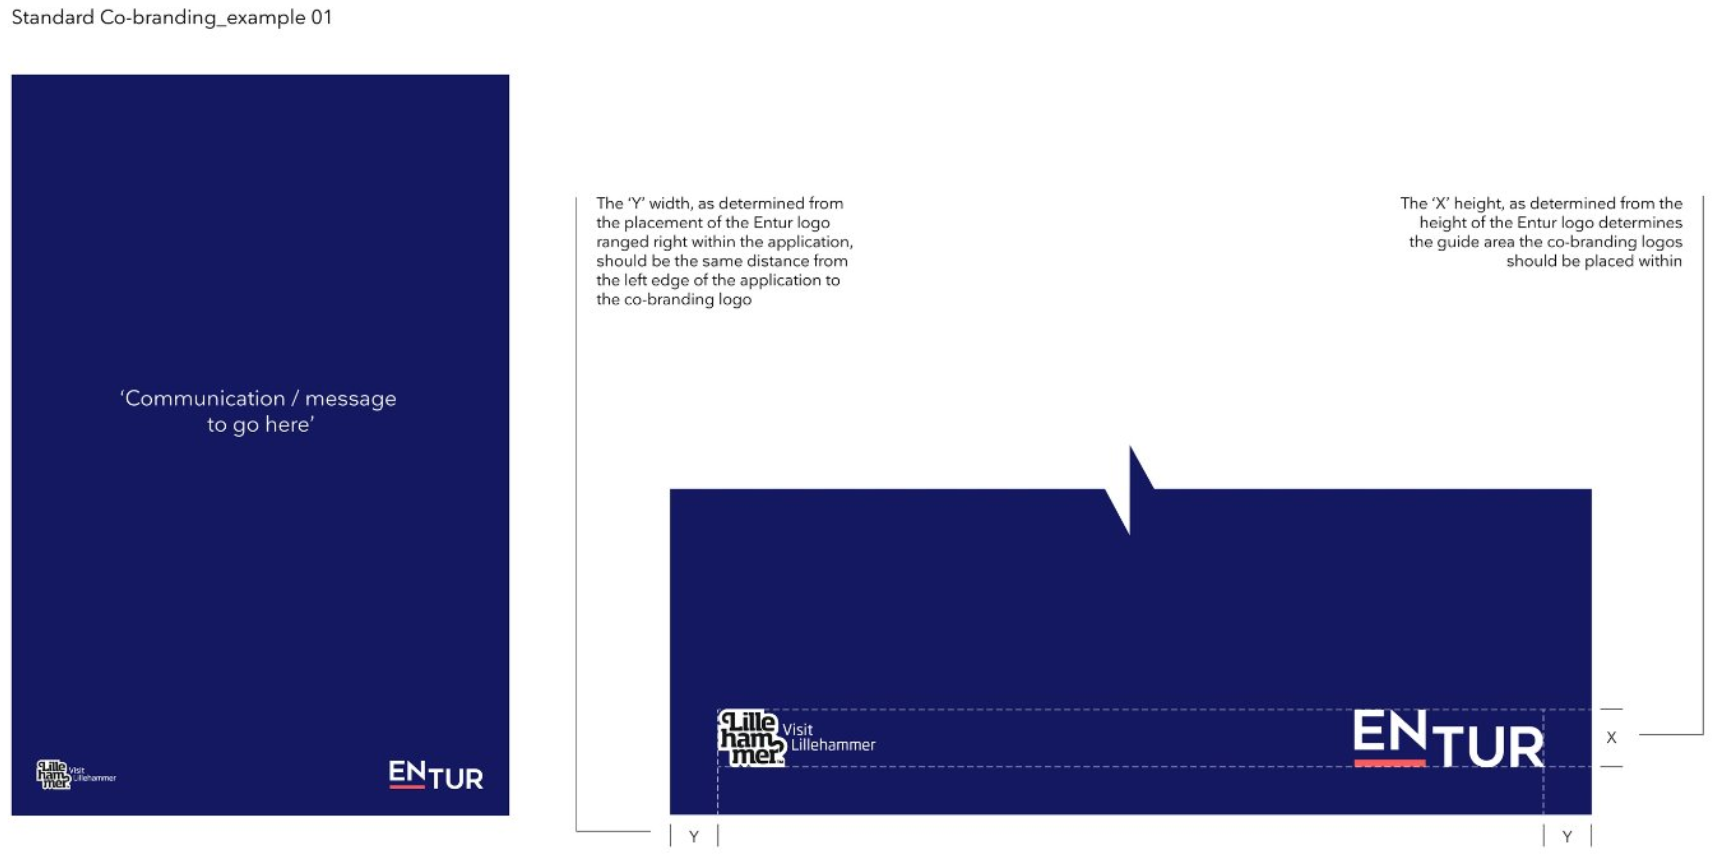 Standard Co-branding_example 01
‘Communication / message
to go here’
Lille
ham
mer.
Visit
Lillehammer
ENTUR
The ‘Y’ width, as determined from
the placement of the Entur logo
ranged right within the application,
should be the same distance from
the left edge of the application to
the co-branding logo
The ‘X’ height, as determined from the
height of the Entur logo determines
the guide area the co-branding logos
should be placed within
Lille
ham
mer.
Visit
Lillehammer
ENTUR
X
Y
Y